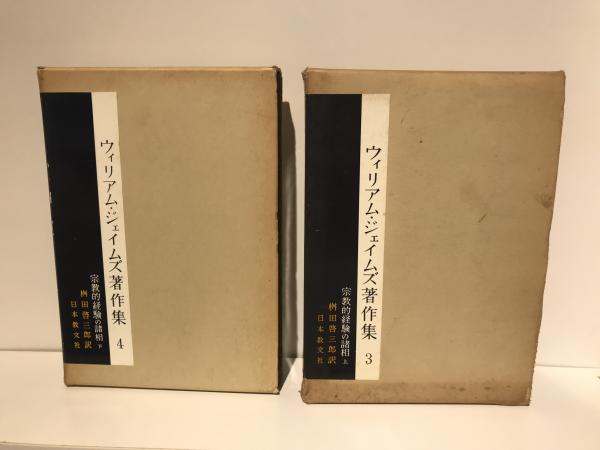 ウィリアム・ジェイムズ著作集 4
宗教的経験の諸相 下
桝田啓三郎訳
日本教文社
ウィリアム・ジェイムズ著作集 3
宗教的経験の諸相 上
桝田啓三郎訳
日本教文社